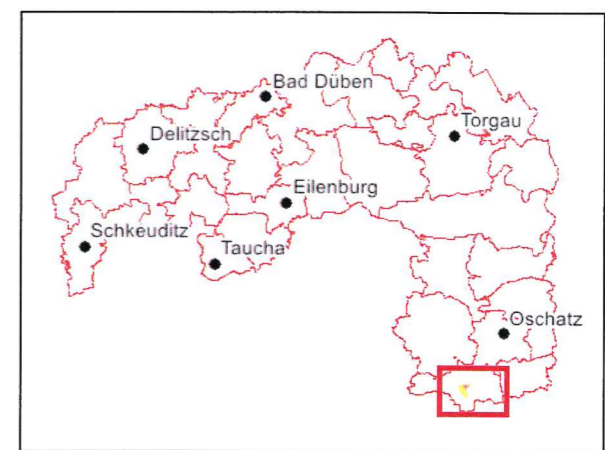 Bad Düben
Torgau
Delitzsch
Eilenburg
Schkeuditz
Taucha
Oschatz